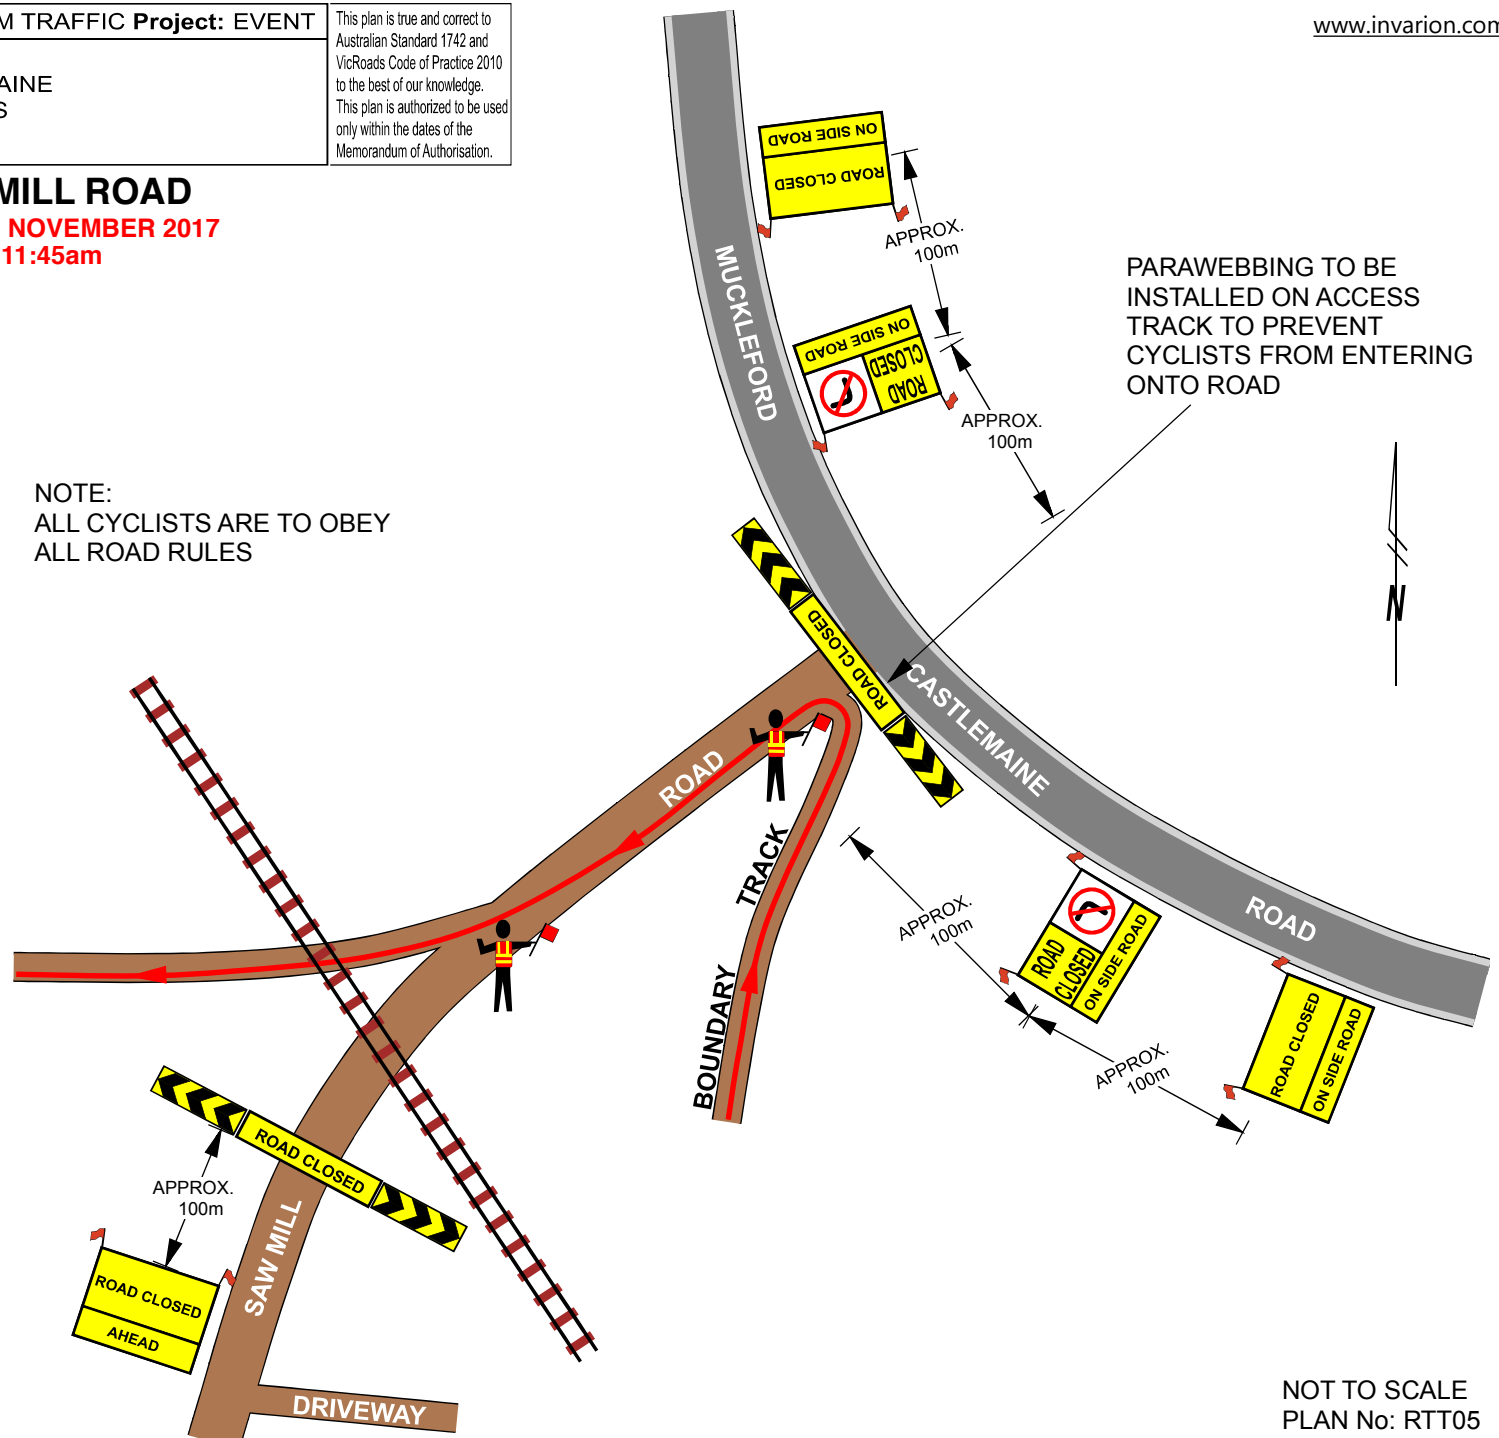 M TRAFFIC Project: EVENT
AINE
S
This plan is true and correct to
Australian Standard 1742 and
VicRoads Code of Practice 2010
to the best of our knowledge.
This plan is authorized to be used
only within the dates of the
Memorandum of Authorisation.
www.invarion.com
MILL ROAD
NOVEMBER 2017
11:45am
ON SIDE ROAD
ROAD CLOSED
APPROX.
100m
MUCKLEFORD
PARAWEBBING TO BE
INSTALLED ON ACCESS
TRACK TO PREVENT
CYCLISTS FROM ENTERING
ONTO ROAD
ON SIDE ROAD
ROAD
CLOSED
APPROX.
100m
NOTE:
ALL CYCLISTS ARE TO OBEY
ALL ROAD RULES
N
ROAD CLOSED
ROAD CLOSED
CASTLEMAINE
ROAD
ROAD
TRACK
BOUNDARY
APPROX.
100m
ROAD
CLOSED
ON SIDE ROAD
APPROX.
100m
ROAD CLOSED
ON SIDE ROAD
ROAD CLOSED
APPROX.
100m
SAW MILL
ROAD CLOSED
AHEAD
DRIVEWAY
NOT TO SCALE
PLAN No: RTT05